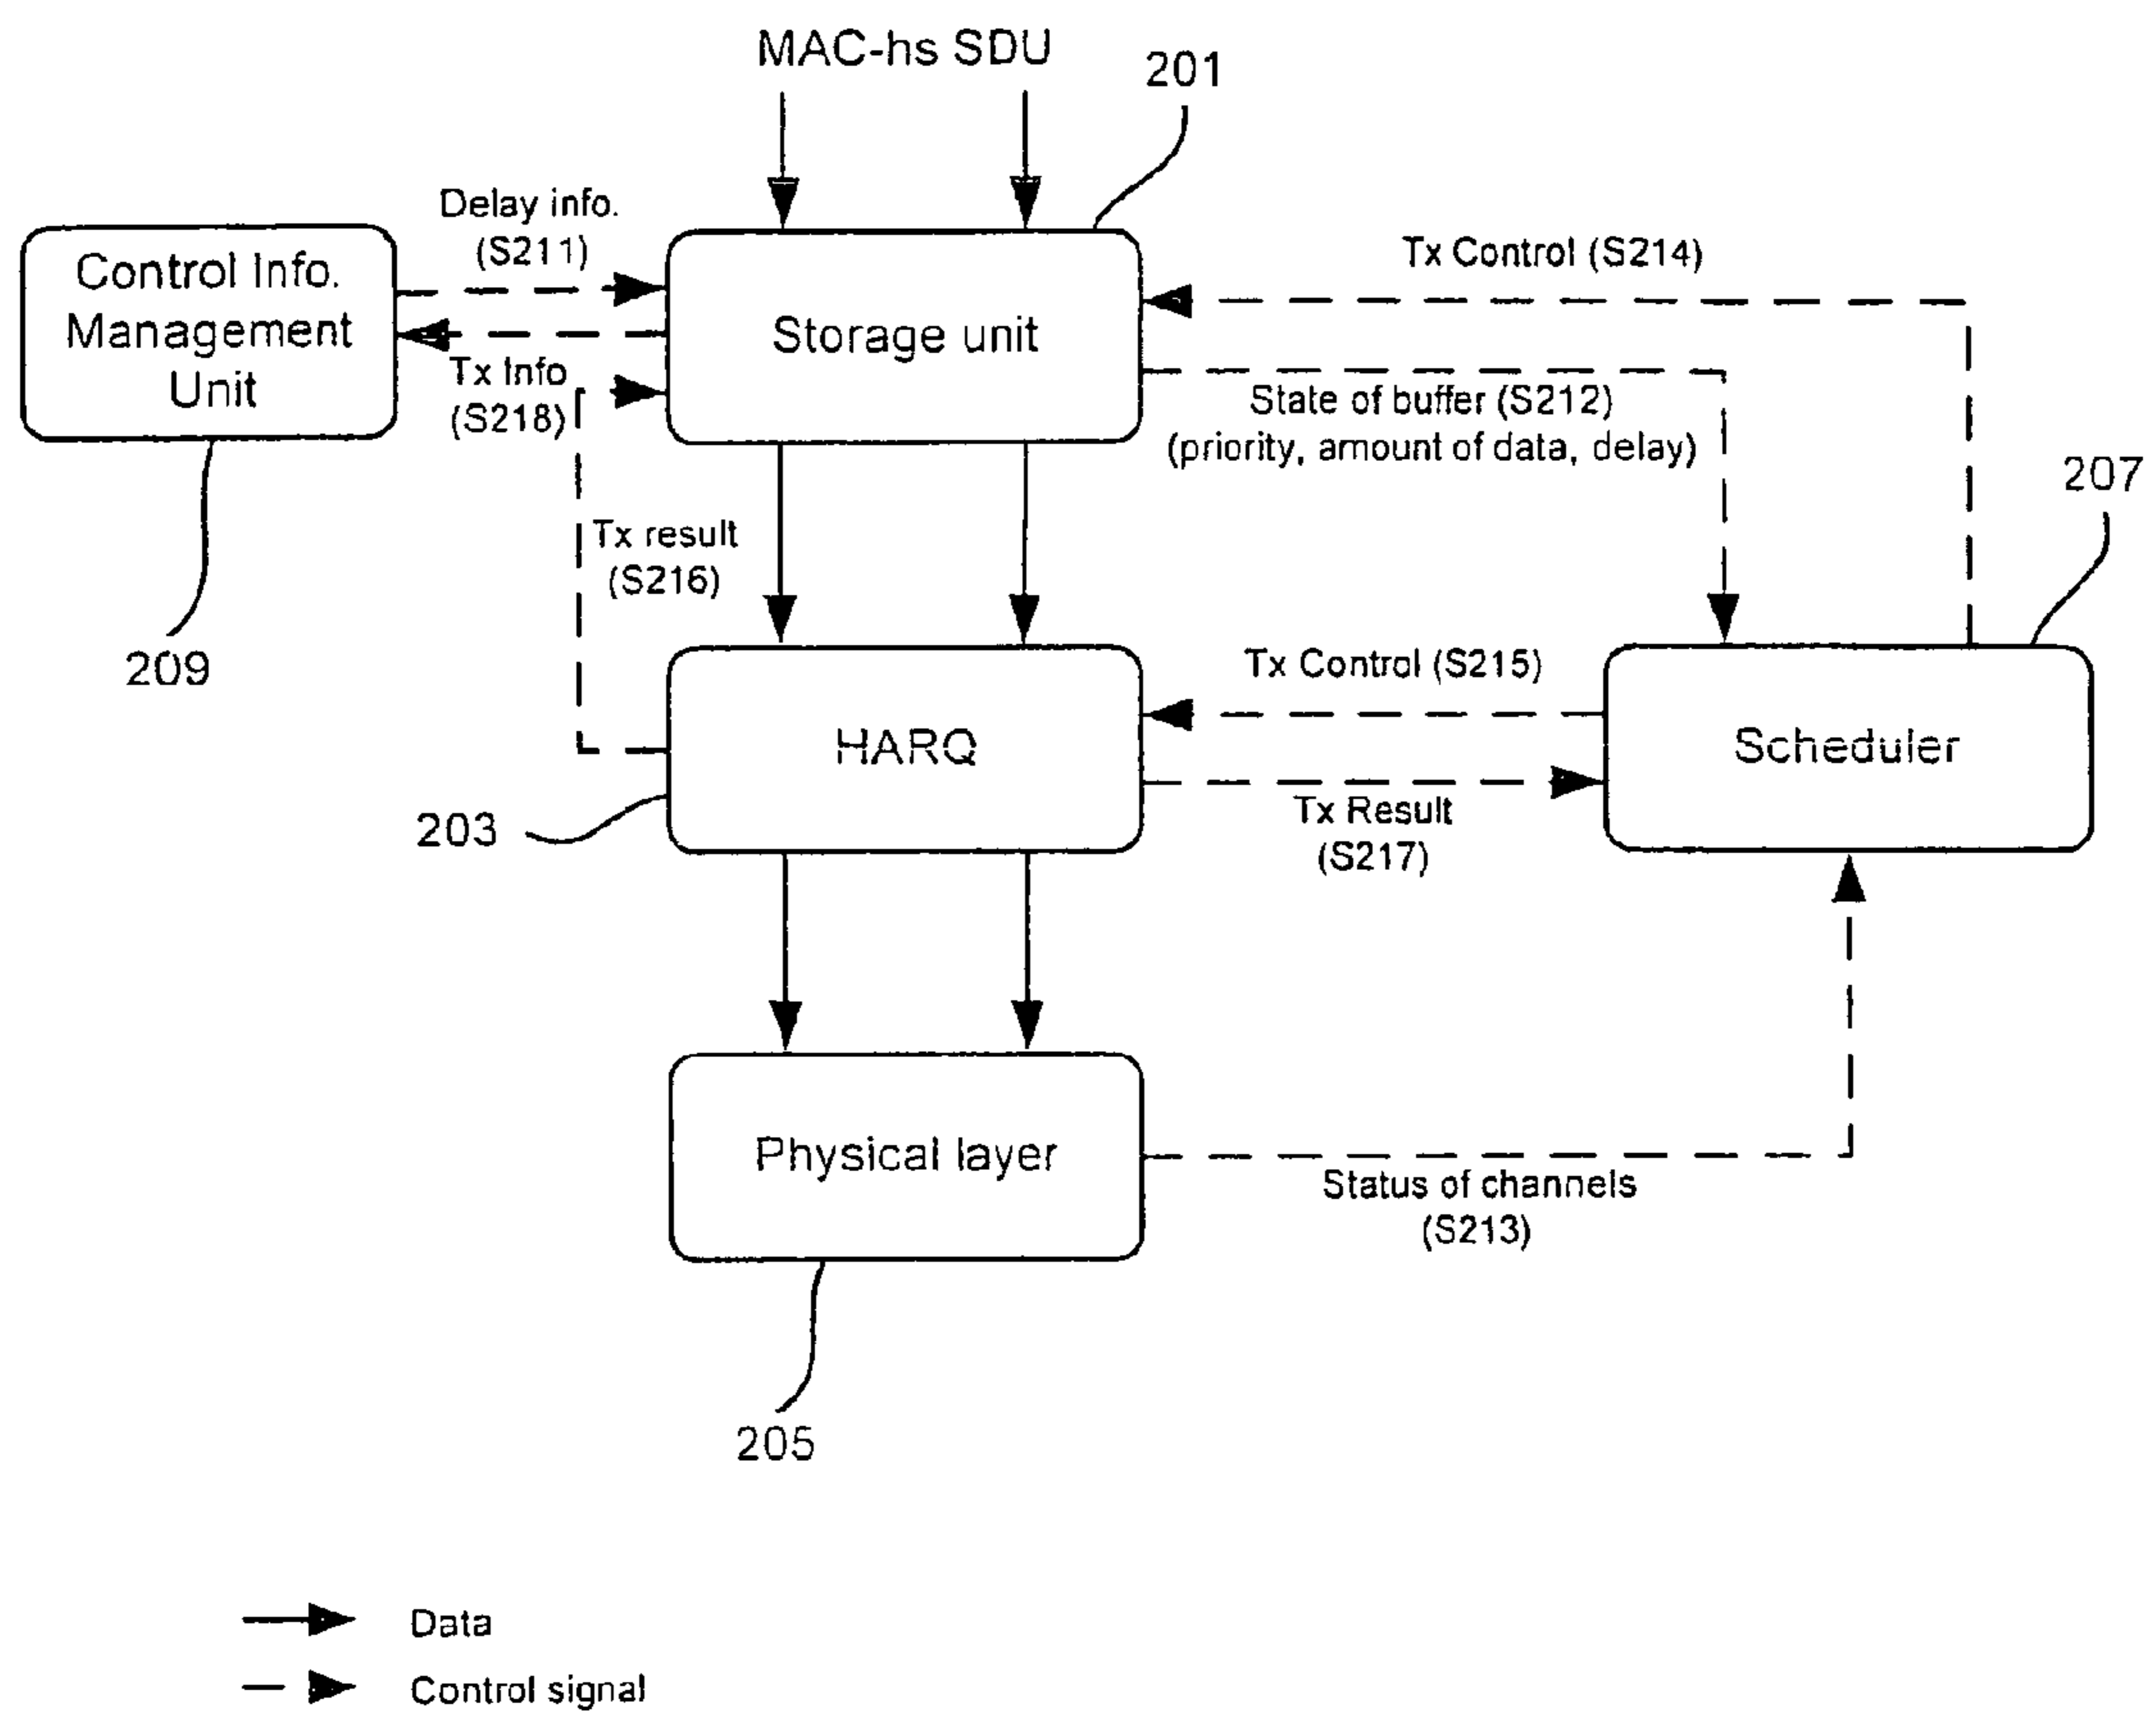 MAC-hs SDU
201
Delay info.
(S211)
Control Info.
Management
Unit
Tx Control (S214)
Storage unit
Tx Info
(S218)
State of buffer (S212)
(priority, amount of data, delay)
207
Tx result
(S216)
209
Tx Control (S215)
HARQ
Scheduler
203
Tx Result
(S217)
Physical layer
Status of channels
(S213)
205
Data
Control signal